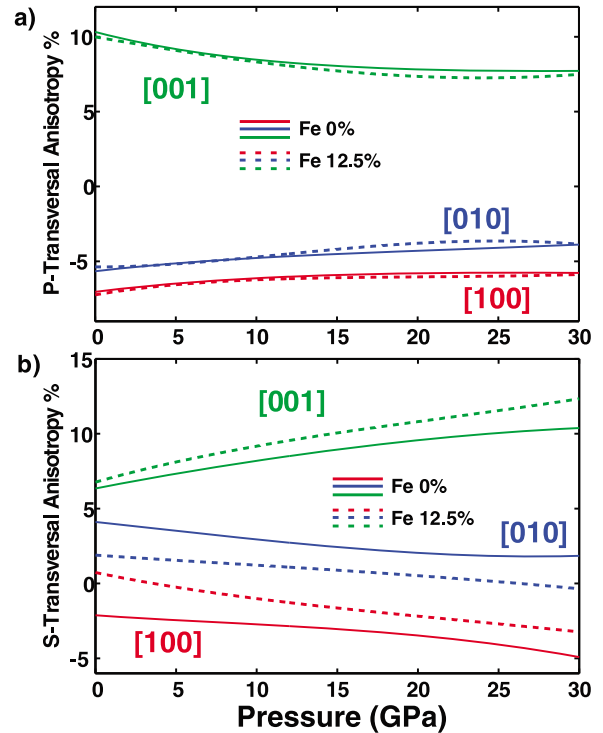 a)
P-Transversal Anisotropy %
10
5
0
-5
[001]
Fe 0%
Fe 12.5%
[010]
[100]
0 5 10 15 20 25 30
b)
S-Transversal Anisotropy %
15
10
5
0
-5
[001]
Fe 0%
Fe 12.5%
[010]
[100]
0 5 10 15 20 25 30
Pressure (GPa)